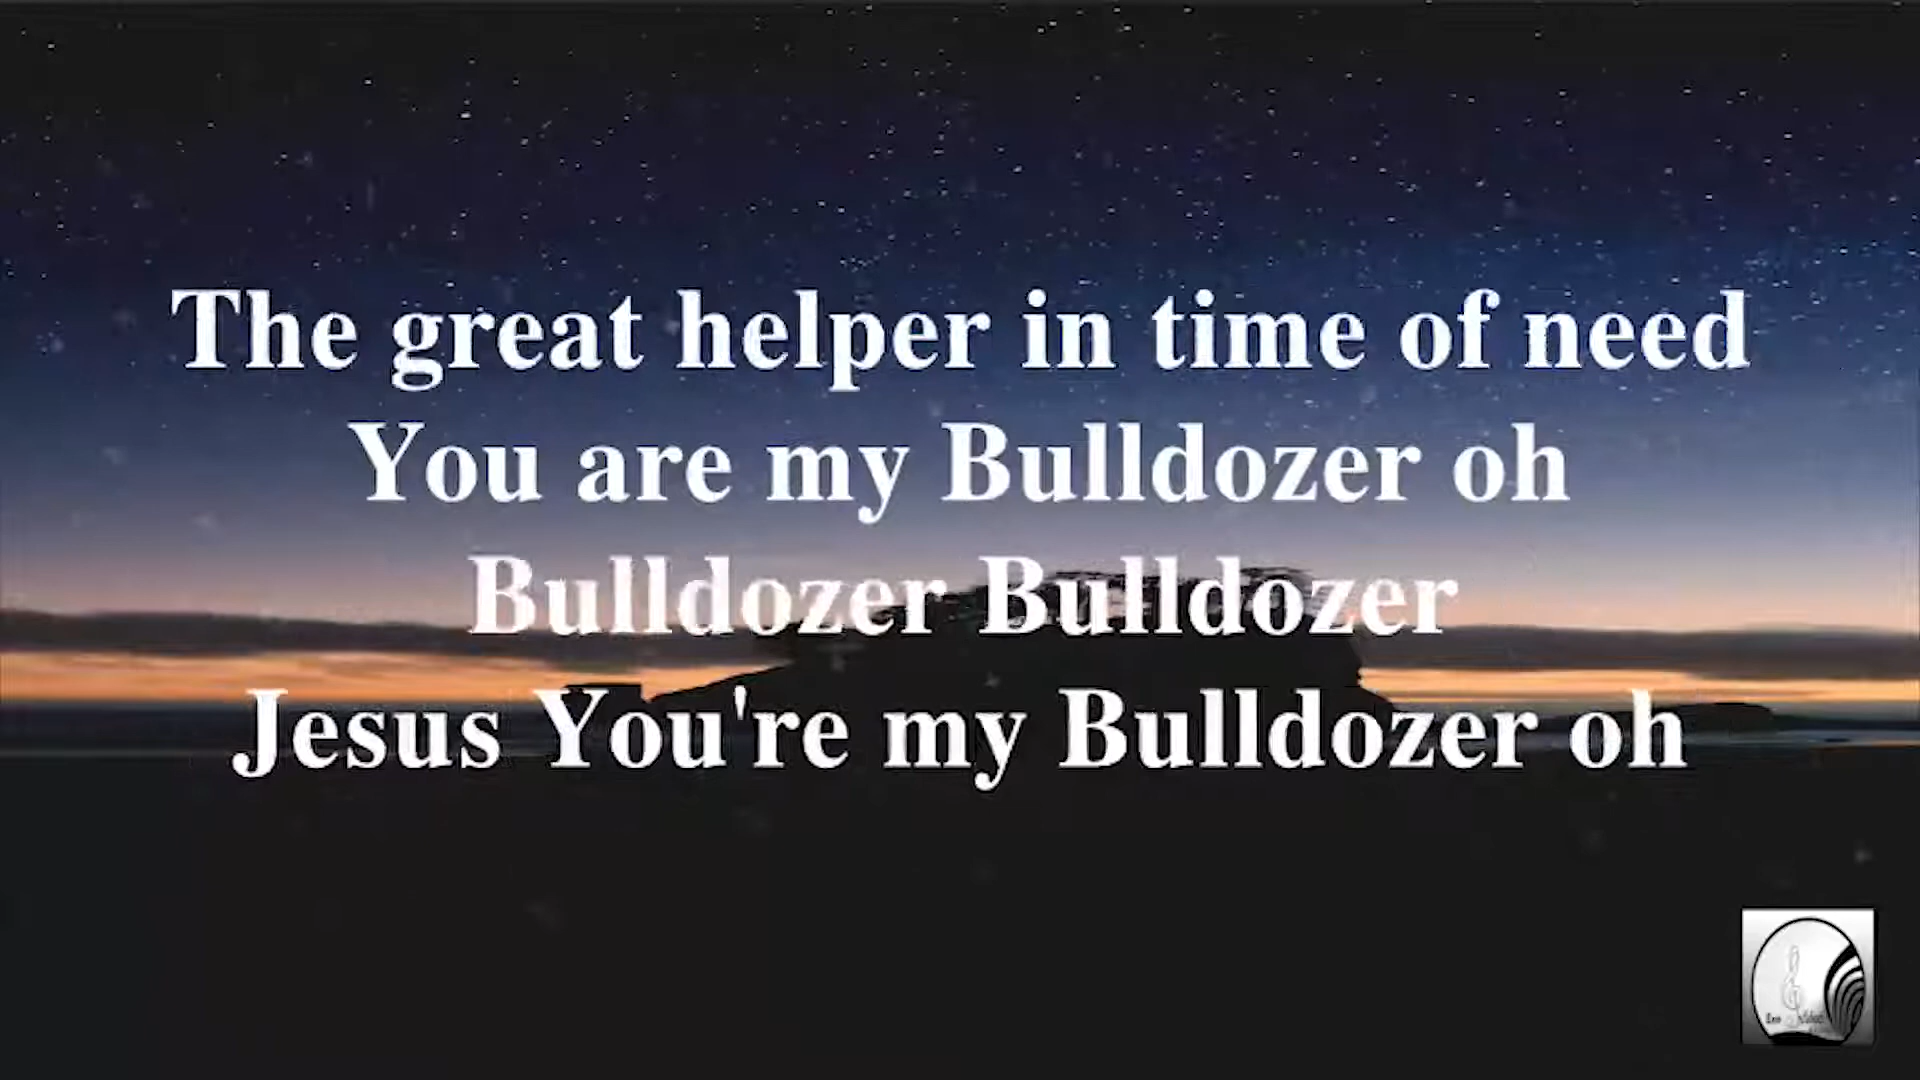 The great helper in time of need
You are my Bulldozer oh
Bulldozer Bulldozer
Jesus You're my Bulldozer oh